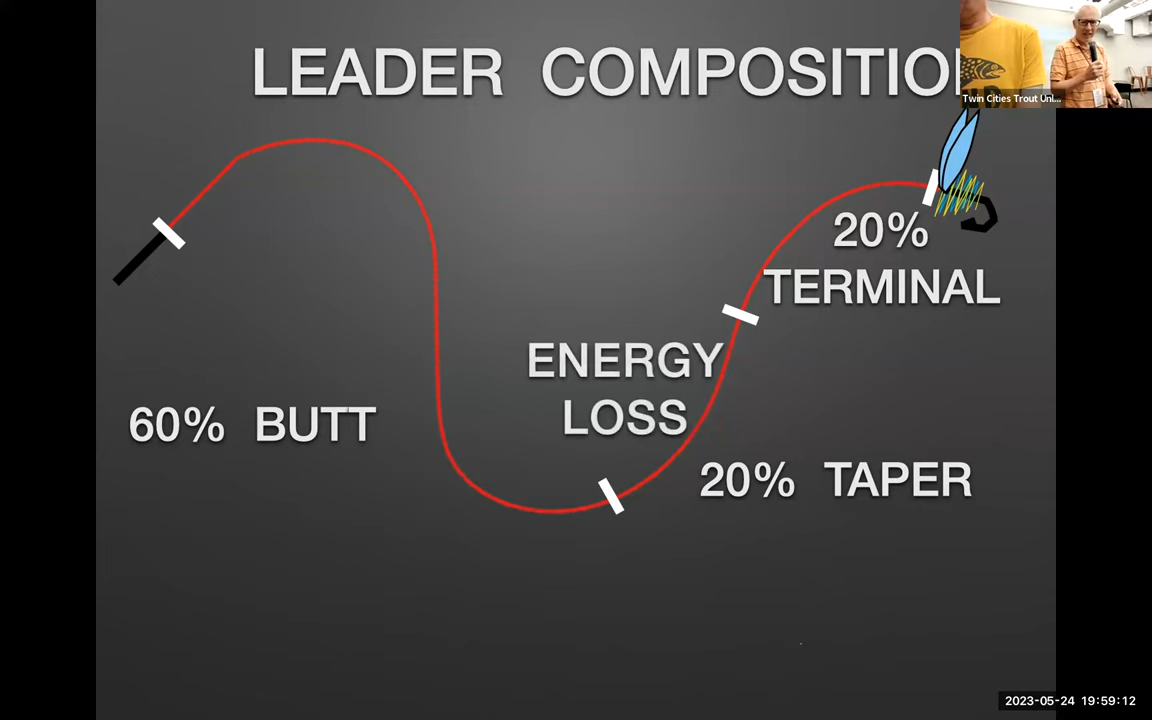 LEADER COMPOSITIO
Twin Cities Trout Unl...
20%
TERMINAL
ENERGY
LOSS
60% BUTT
20% TAPER
2023-05-24 19:59:12